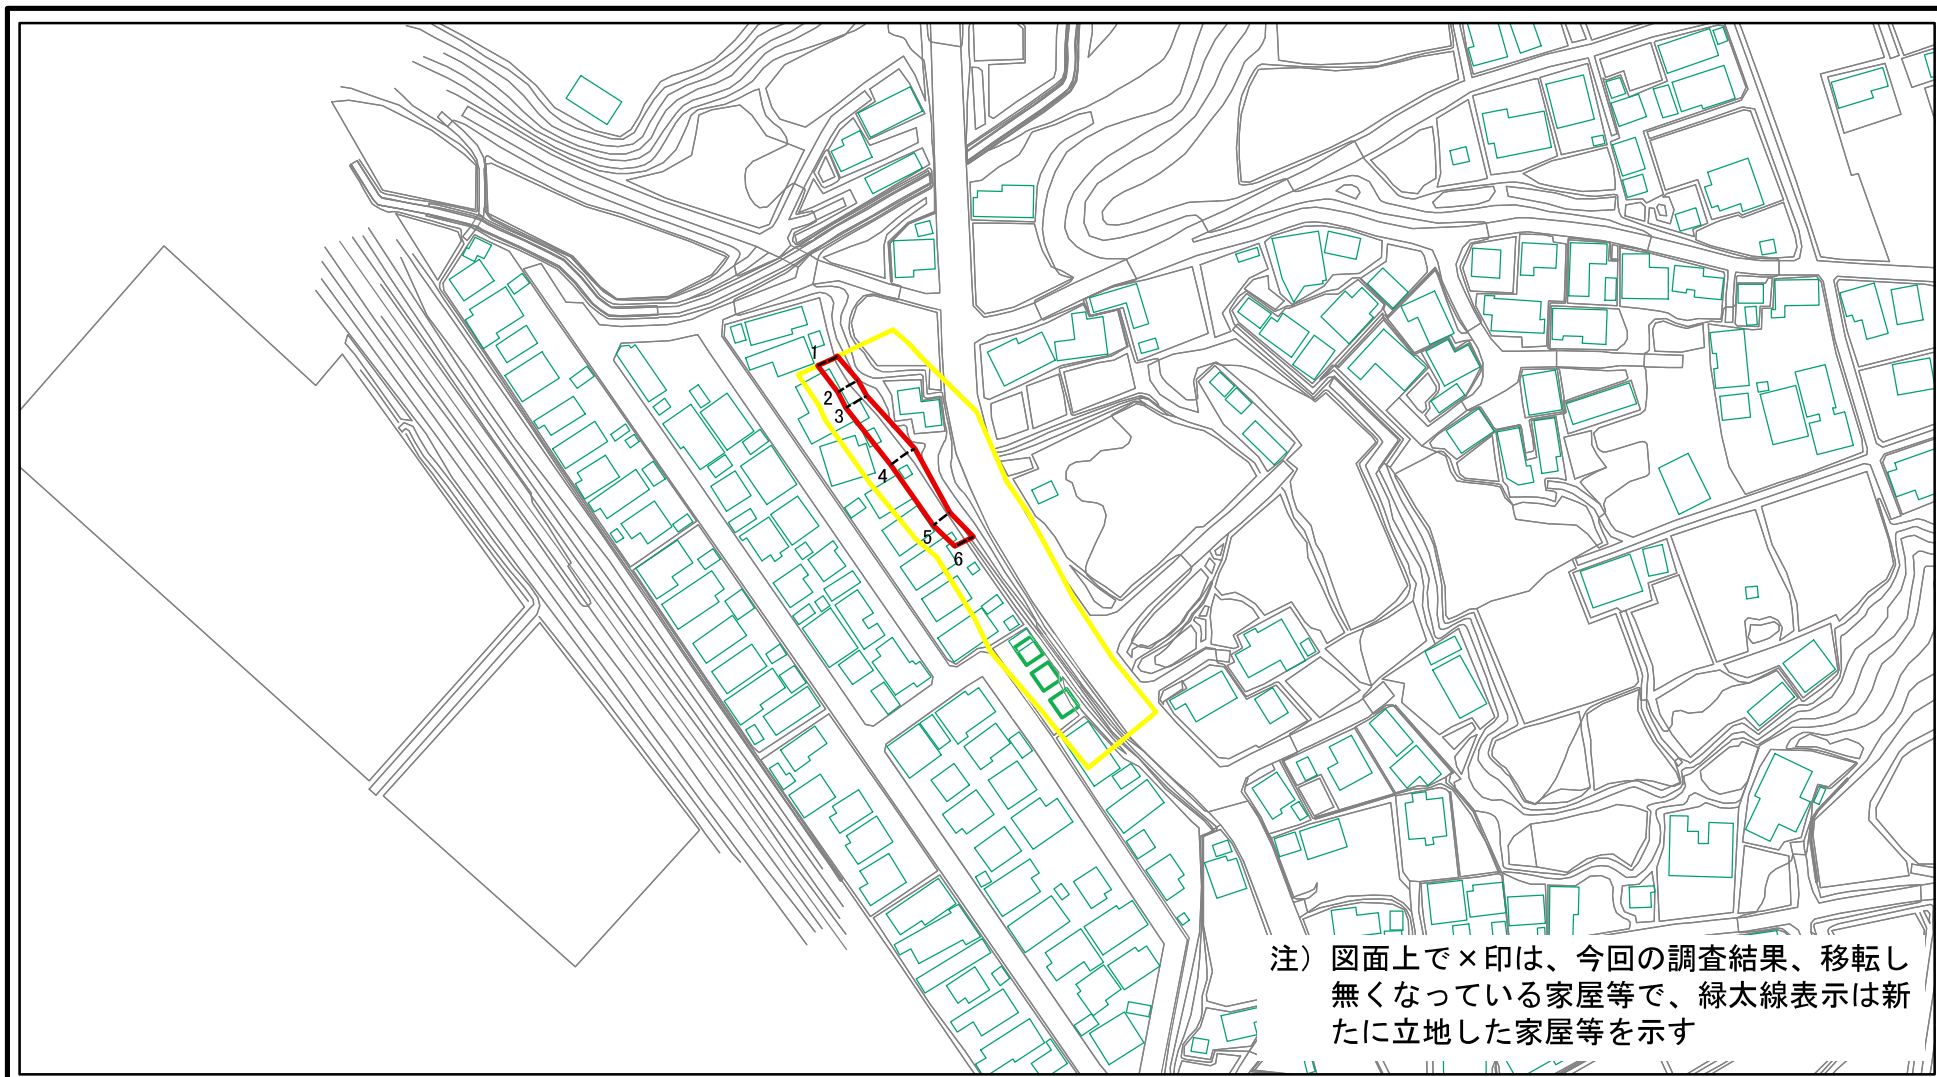 1
2
3
4
5
6
注）図面上で×印は、今回の調査結果、移転し
無くなっている家屋等で、緑太線表示は新
たに立地した家屋等を示す